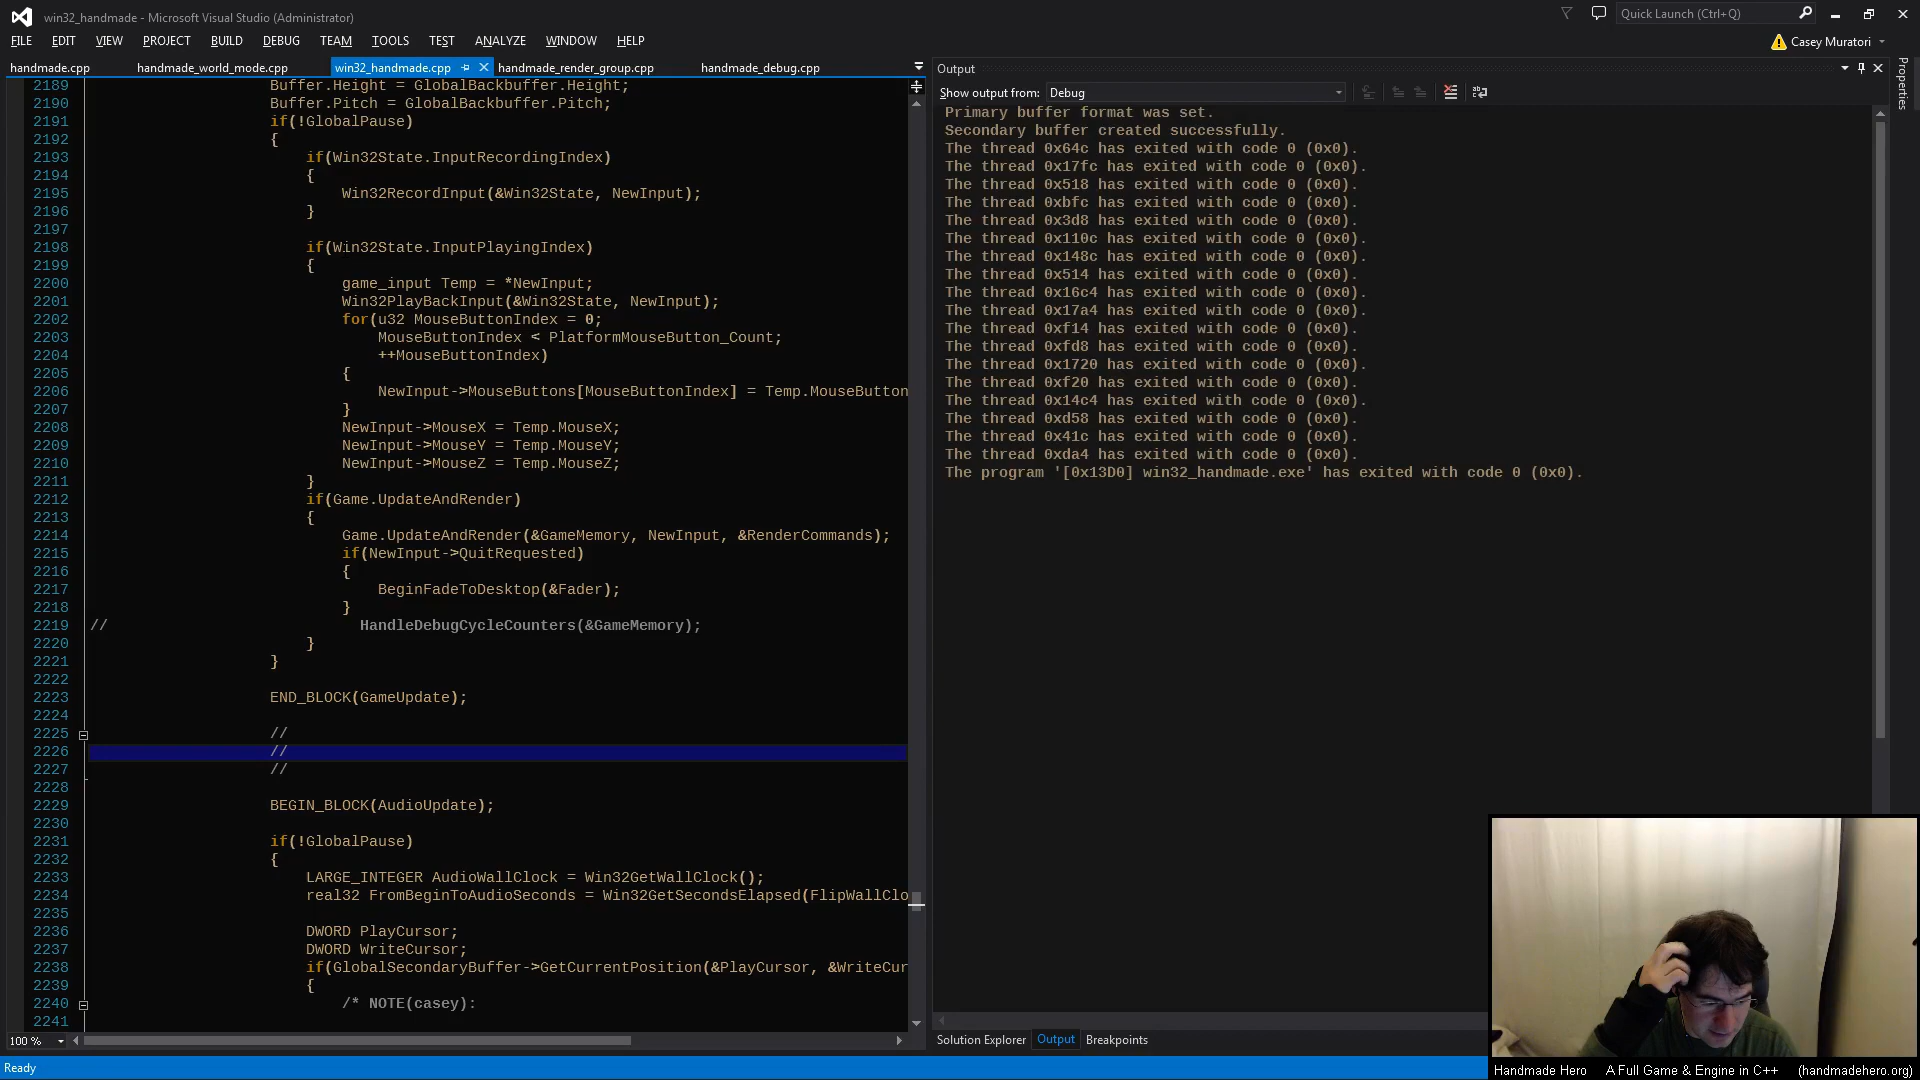 win32_handmade - Microsoft Visual Studio (Administrator)
Quick Launch (Ctrl+Q)
FILE EDIT VIEW PROJECT BUILD DEBUG TEAM TOOLS TEST ANALYZE WINDOW HELP
Casey Muratori
handmade.cpp handmade_world_mode.cpp win32_handmade.cpp handmade_render_group.cpp handmade_debug.cpp
2189 Buffer.Height = GlobalBackbuffer.Height;
2190 Buffer.Pitch = GlobalBackbuffer.Pitch;
2191 if(!GlobalPause)
2192 {
2193 if(Win32State.InputRecordingIndex)
2194 {
2195 Win32RecordInput(&Win32State, NewInput);
2196 }
2197
2198 if(Win32State.InputPlayingIndex)
2199 {
2200 game_input Temp = *NewInput;
2201 Win32PlayBackInput(&Win32State, NewInput);
2202 for(u32 MouseButtonIndex = 0;
2203 MouseButtonIndex < PlatformMouseButton_Count;
2204 ++MouseButtonIndex)
2205 {
2206 NewInput->MouseButtons[MouseButtonIndex] = Temp.MouseButton
2207 }
2208 NewInput->MouseX = Temp.MouseX;
2209 NewInput->MouseY = Temp.MouseY;
2210 NewInput->MouseZ = Temp.MouseZ;
2211 }
2212 if(Game.UpdateAndRender)
2213 {
2214 Game.UpdateAndRender(&GameMemory, NewInput, &RenderCommands);
2215 if(NewInput->QuitRequested)
2216 {
2217 BeginFadeToDesktop(&Fader);
2218 }
2219 // HandleDebugCycleCounters(&GameMemory);
2220 }
2221 }
2222
2223 END_BLOCK(GameUpdate);
2224
2225 //
2226 //
2227 //
2228
2229 BEGIN_BLOCK(AudioUpdate);
2230
2231 if(!GlobalPause)
2232 {
2233 LARGE_INTEGER AudioWallClock = Win32GetWallClock();
2234 real32 FromBeginToAudioSeconds = Win32GetSecondsElapsed(FlipWallClo
2235
2236 DWORD PlayCursor;
2237 DWORD WriteCursor;
2238 if(GlobalSecondaryBuffer->GetCurrentPosition(&PlayCursor, &WriteCur
2239 {
2240 /* NOTE(casey):
2241
100 %
Output
Show output from: Debug
Primary buffer format was set.
Secondary buffer created successfully.
The thread 0x64c has exited with code 0 (0x0).
The thread 0x17fc has exited with code 0 (0x0).
The thread 0x518 has exited with code 0 (0x0).
The thread 0xbfc has exited with code 0 (0x0).
The thread 0x3d8 has exited with code 0 (0x0).
The thread 0x110c has exited with code 0 (0x0).
The thread 0x148c has exited with code 0 (0x0).
The thread 0x514 has exited with code 0 (0x0).
The thread 0x16c4 has exited with code 0 (0x0).
The thread 0x17a4 has exited with code 0 (0x0).
The thread 0xf14 has exited with code 0 (0x0).
The thread 0xfd8 has exited with code 0 (0x0).
The thread 0x1720 has exited with code 0 (0x0).
The thread 0xf20 has exited with code 0 (0x0).
The thread 0x14c4 has exited with code 0 (0x0).
The thread 0xd58 has exited with code 0 (0x0).
The thread 0x41c has exited with code 0 (0x0).
The thread 0xda4 has exited with code 0 (0x0).
The program '[0x13D0] win32_handmade.exe' has exited with code 0 (0x0).
Properties
Solution Explorer Output Breakpoints
Ready
Handmade Hero A Full Game & Engine in C++ (handmadehero.org)